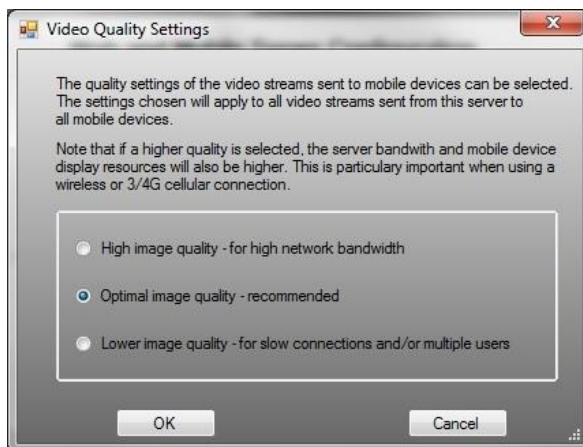 Video Quality Settings
The quality settings of the video streams sent to mobile devices can be selected.
The settings chosen will apply to all video streams sent from this server to
all mobile devices.
Note that if a higher quality is selected, the server bandwith and mobile device
display resources will also be higher. This is particulary important when using a
wireless or 3/4G cellular connection.
High image quality - for high network bandwidth
Optimal image quality - recommended
Lower image quality - for slow connections and/or multiple users
OK
Cancel